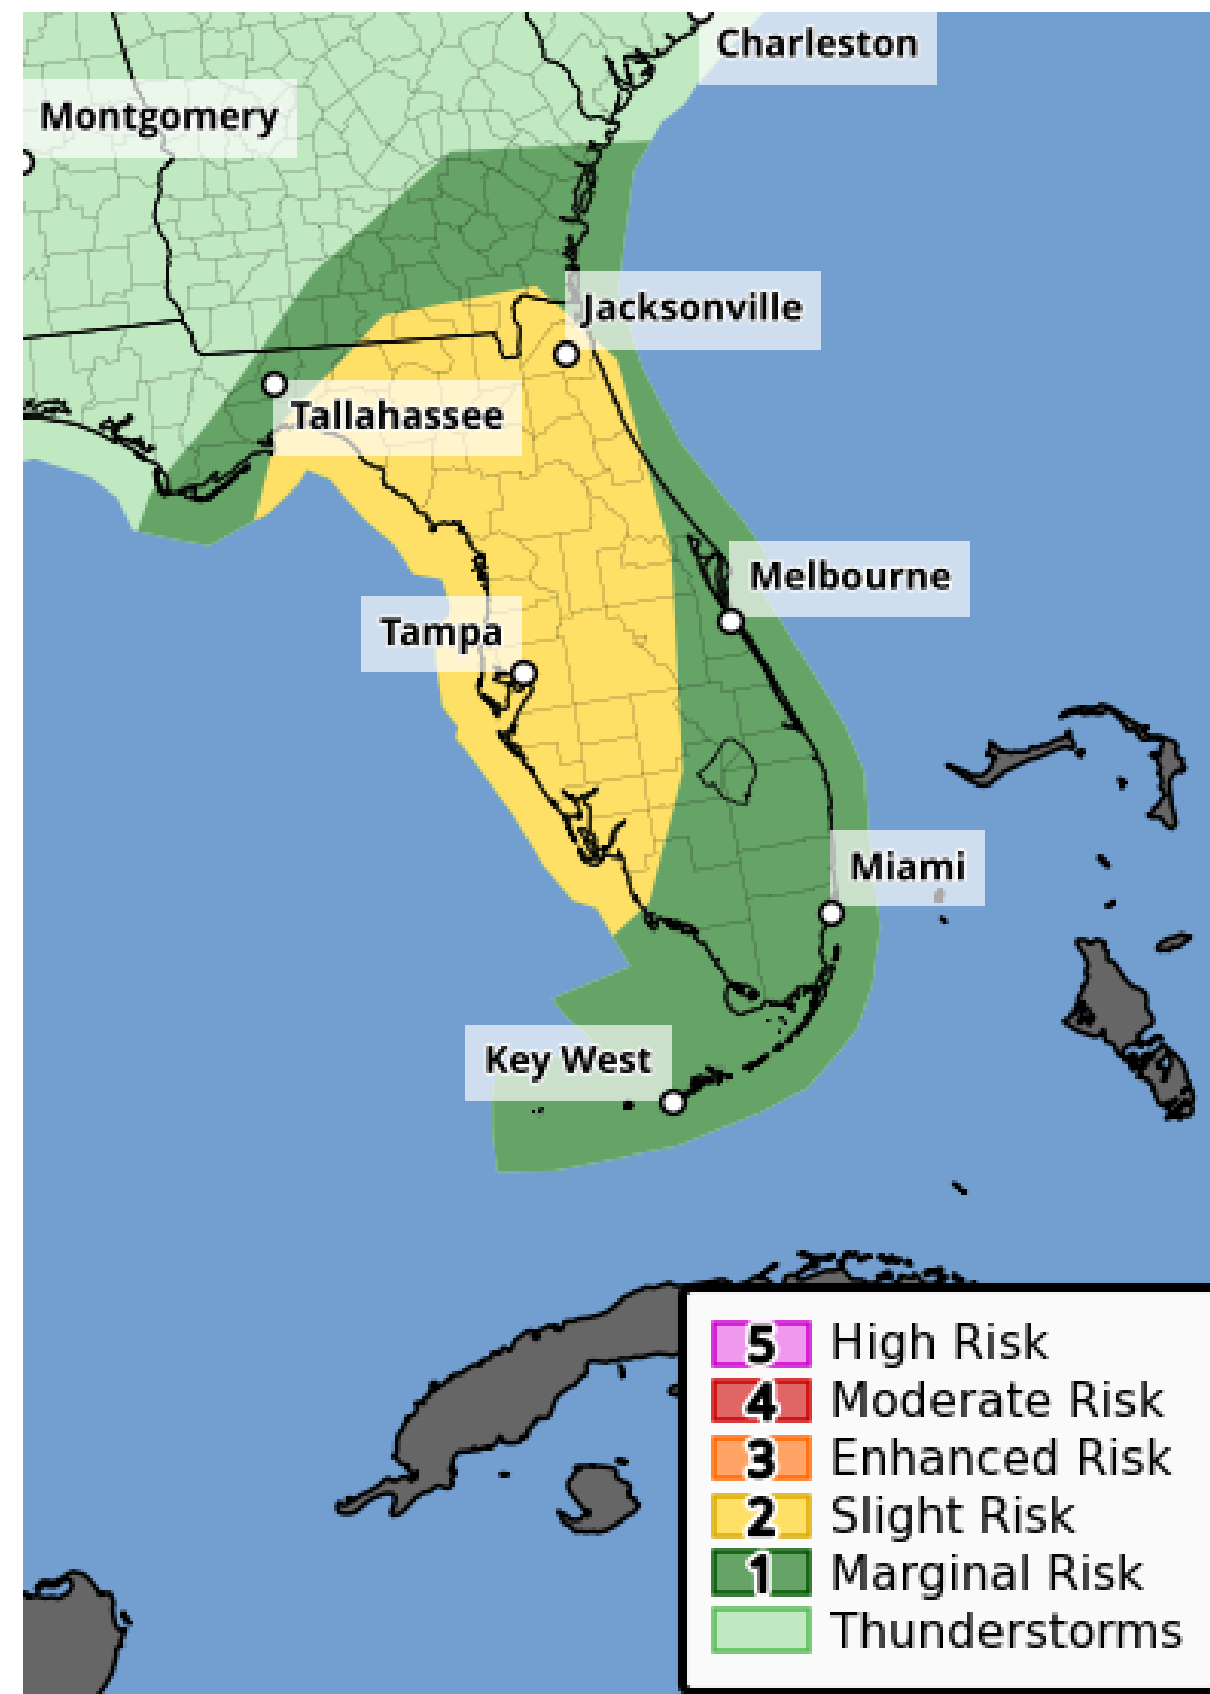 Charleston
Montgomery
Jacksonville
Tallahassee
Melbourne
Tampa
Miami
Key West
5 High Risk
4 Moderate Risk
3 Enhanced Risk
2 Slight Risk
1 Marginal Risk
Thunderstorms